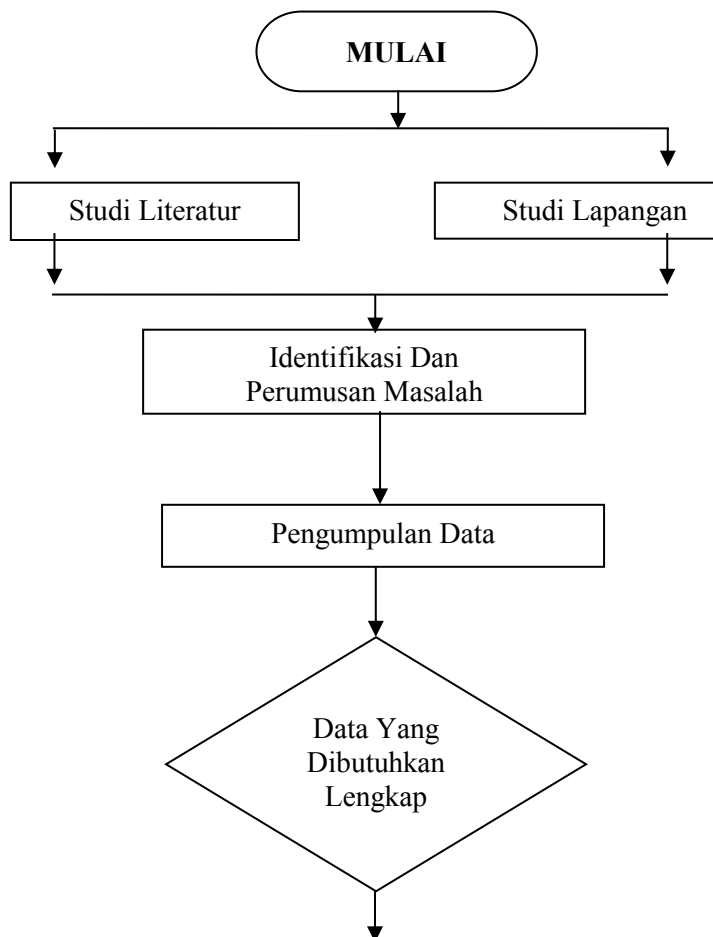 MULAI
Studi Literatur
Studi Lapangan
Identifikasi Dan
Perumusan Masalah
Pengumpulan Data
Data Yang
Dibutuhkan
Lengkap